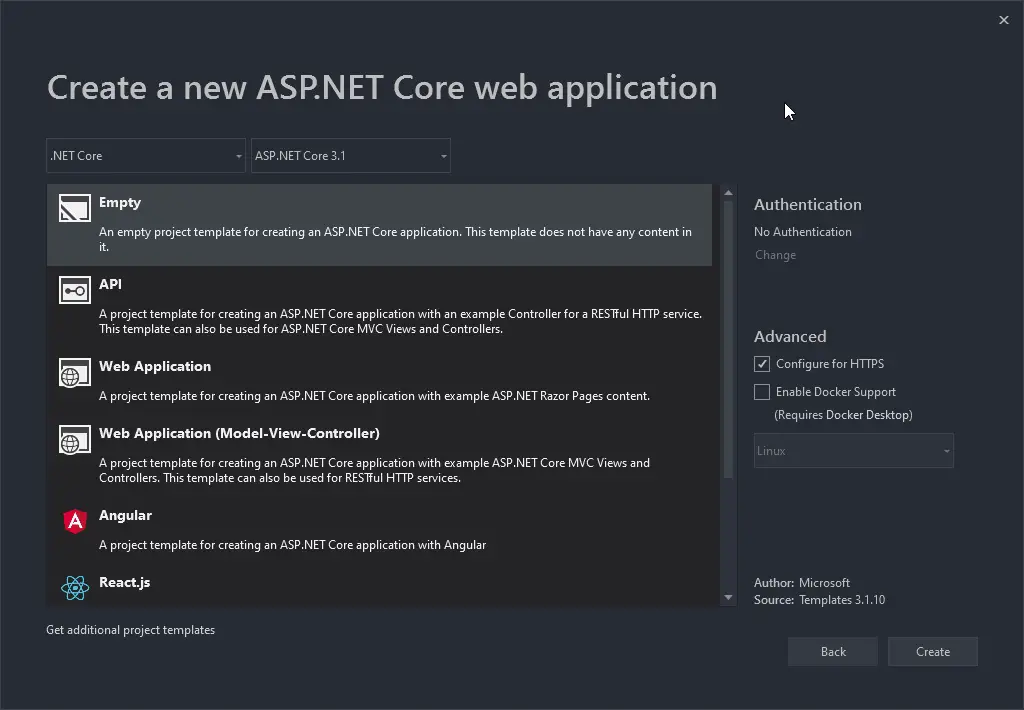 Create a new ASP.NET Core web application
.NET Core
ASP.NET Core 3.1
Empty
An empty project template for creating an ASP.NET Core application. This template does not have any content in
it.
API
A project template for creating an ASP.NET Core application with an example Controller for a RESTful HTTP service.
This template can also be used for ASP.NET Core MVC Views and Controllers.
Web Application
A project template for creating an ASP.NET Core application with example ASP.NET Razor Pages content.
Web Application (Model-View-Controller)
A project template for creating an ASP.NET Core application with example ASP.NET Core MVC Views and
Controllers. This template can also be used for RESTful HTTP services.
Angular
A project template for creating an ASP.NET Core application with Angular
React.js
Get additional project templates
Authentication
No Authentication
Change
Advanced
Configure for HTTPS
Enable Docker Support
(Requires Docker Desktop)
Linux
Author: Microsoft
Source: Templates 3.1.10
Back
Create